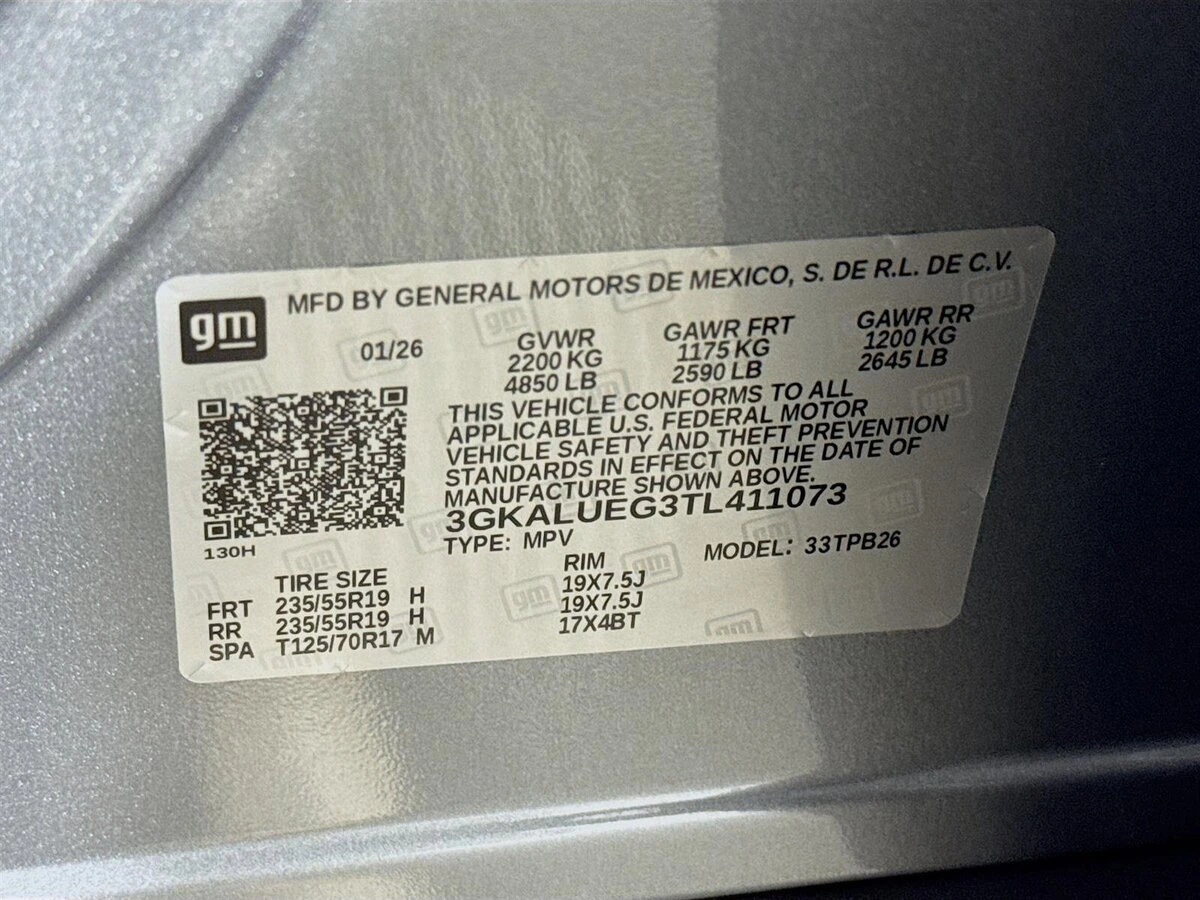 gm
MFD BY GENERAL MOTORS DE MEXICO, S. DE R.L. DE C.V.
01/26
GVWR
2200 KG
4850 LB
GAWR FRT
1175 KG
2590 LB
GAWR RR
1200 KG
2645 LB
THIS VEHICLE CONFORMS TO ALL
APPLICABLE U.S. FEDERAL MOTOR
VEHICLE SAFETY AND THEFT PREVENTION
STANDARDS IN EFFECT ON THE DATE OF
MANUFACTURE SHOWN ABOVE.
3GKALUEG3TL411073
TYPE: MPV
MODEL: 33TPB26
130H
TIRE SIZE RIM
FRT 235/55R19 H 19X7.5J
RR 235/55R19 H 19X7.5J
SPA T125/70R17 M 17X4BT